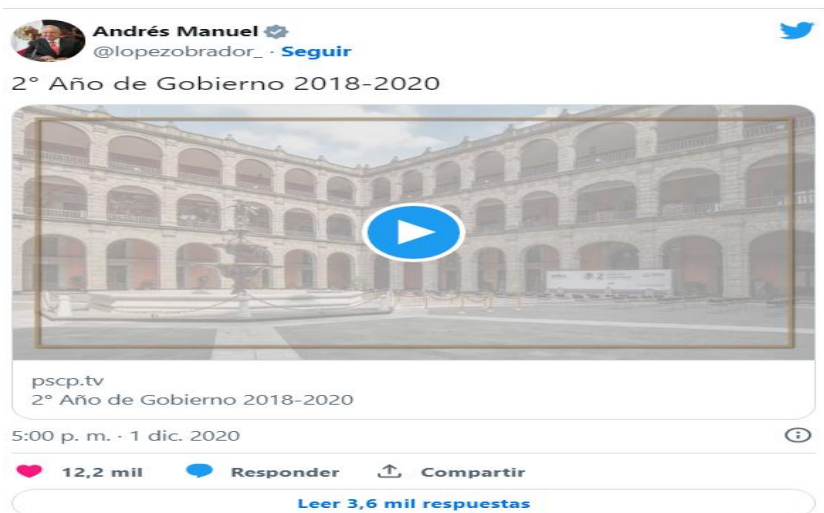 Andrés Manuel
@lopezobrador_ · Seguir
2° Año de Gobierno 2018-2020
pscp.tv
2° Año de Gobierno 2018-2020
5:00 p. m. · 1 dic. 2020
12,2 mil Responder Compartir
Leer 3,6 mil respuestas